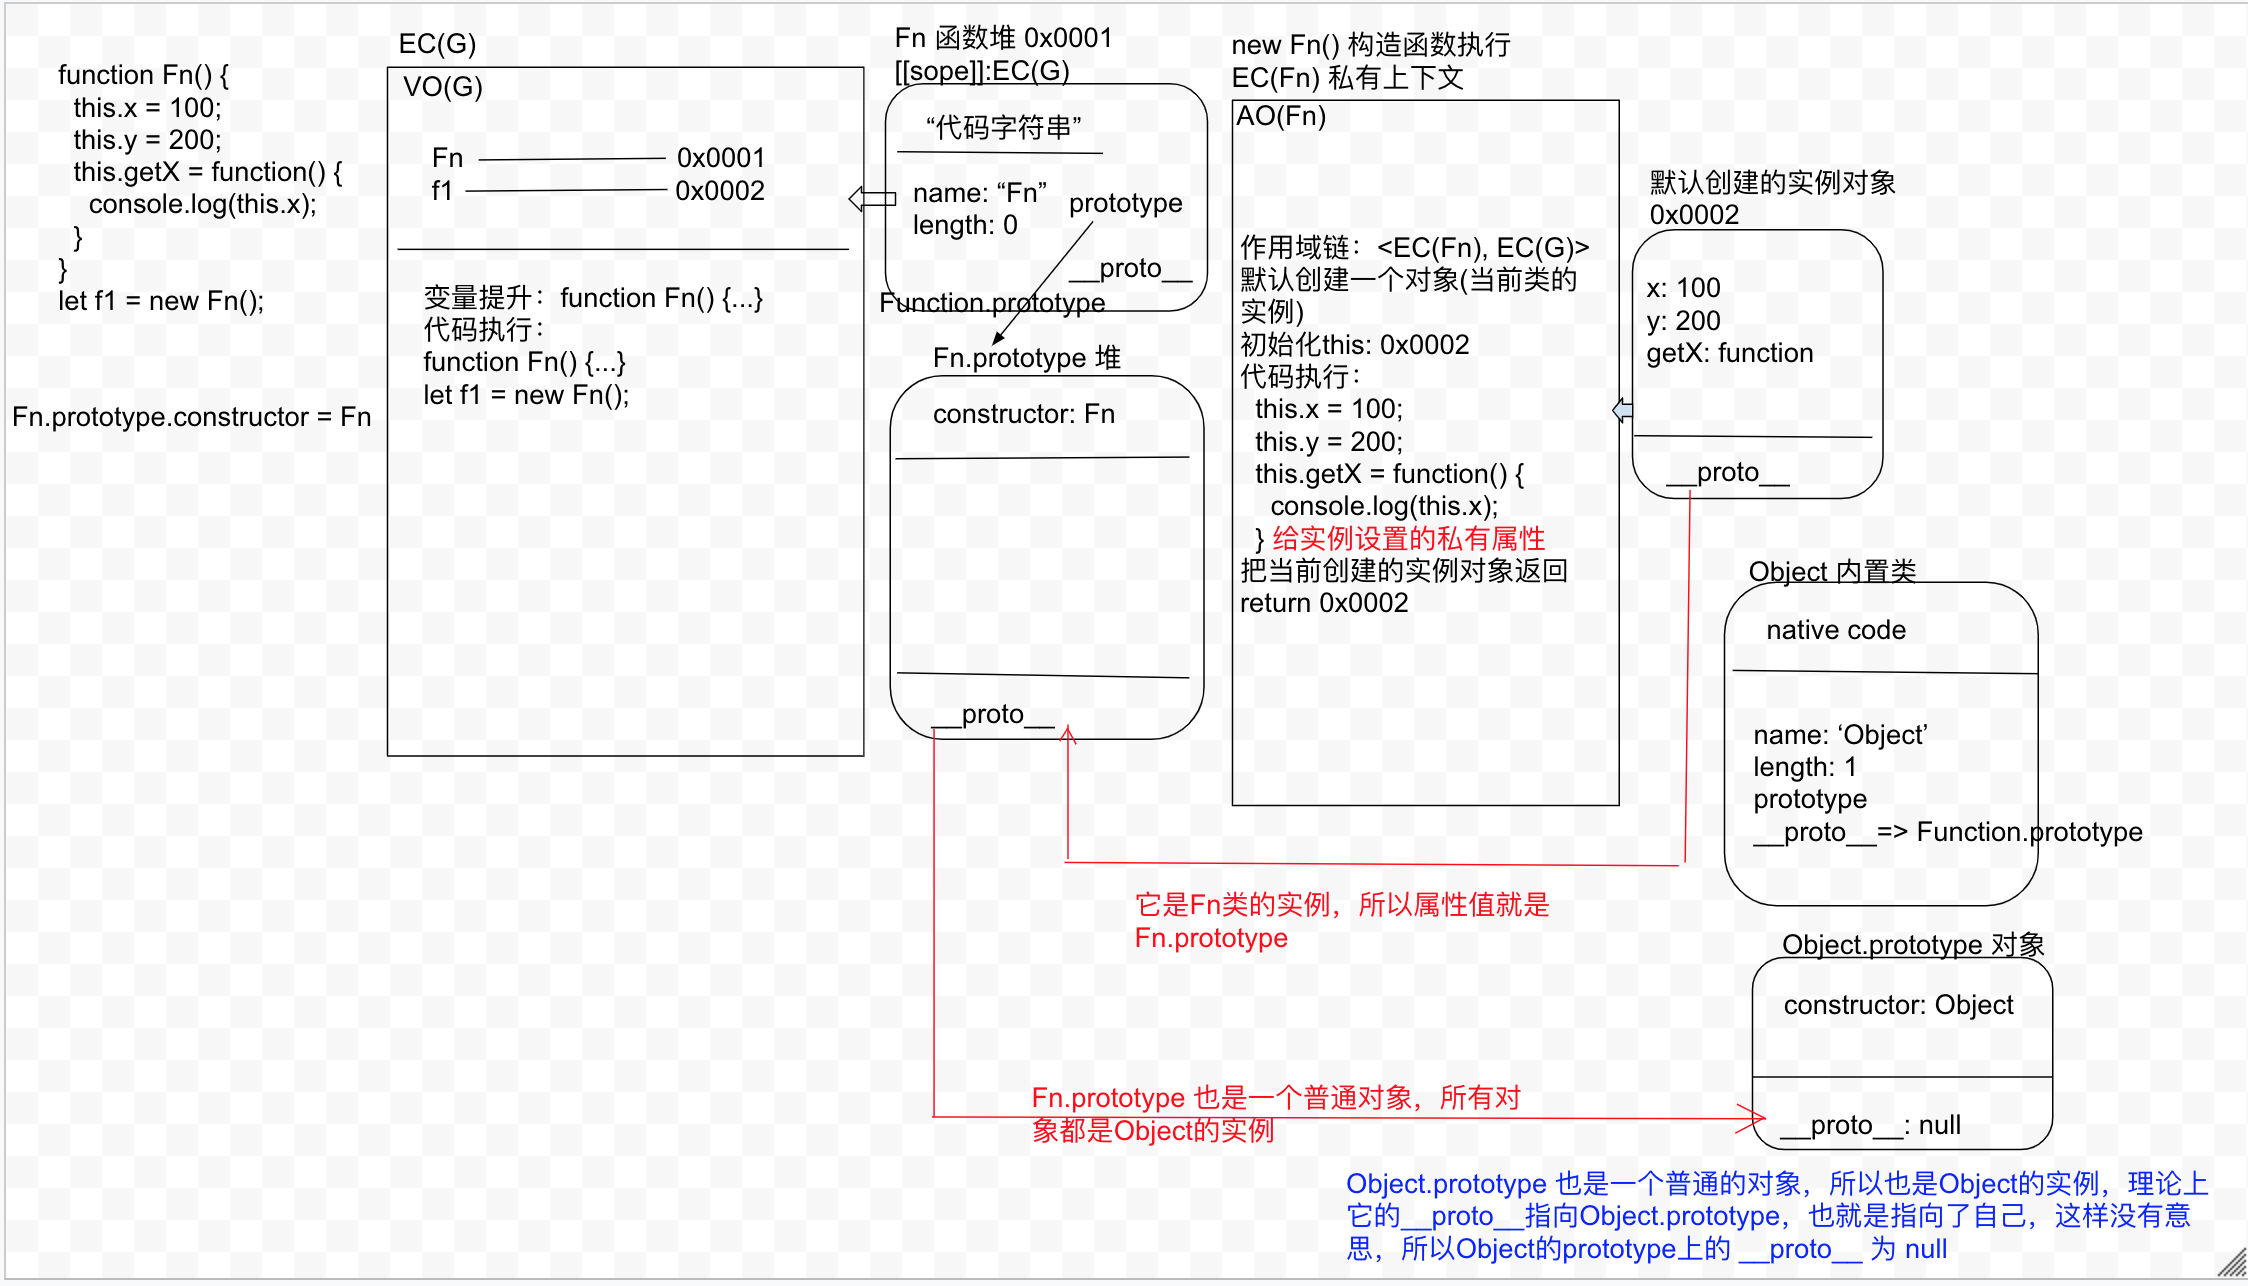 function Fn() {
this.x = 100;
this.y = 200;
this.getX = function() {
console.log(this.x);
}
}
let f1 = new Fn();
Fn.prototype.constructor = Fn
EC(G)
VO(G)
Fn 0x0001
f1 0x0002
变量提升：function Fn() {...}
代码执行：
function Fn() {...}
let f1 = new Fn();
Fn 函数堆 0x0001
[[sope]]:EC(G)
“代码字符串”
name: “Fn”
length: 0
prototype
__proto__
Function.prototype
Fn.prototype 堆
constructor: Fn
__proto__
new Fn() 构造函数执行
EC(Fn) 私有上下文
AO(Fn)
作用域链：<EC(Fn), EC(G)>
默认创建一个对象(当前类的
实例)
初始化this: 0x0002
代码执行：
this.x = 100;
this.y = 200;
this.getX = function() {
console.log(this.x);
} 给实例设置的私有属性
把当前创建的实例对象返回
return 0x0002
默认创建的实例对象
0x0002
x: 100
y: 200
getX: function
__proto__
Object 内置类
native code
name: ‘Object’
length: 1
prototype
__proto__=> Function.prototype
它是Fn类的实例，所以属性值就是
Fn.prototype
Object.prototype 对象
constructor: Object
__proto__: null
Fn.prototype 也是一个普通对象，所有对
象都是Object的实例
Object.prototype 也是一个普通的对象，所以也是Object的实例，理论上
它的__proto__指向Object.prototype，也就是指向了自己，这样没有意
思，所以Object的prototype上的 __proto__ 为 null